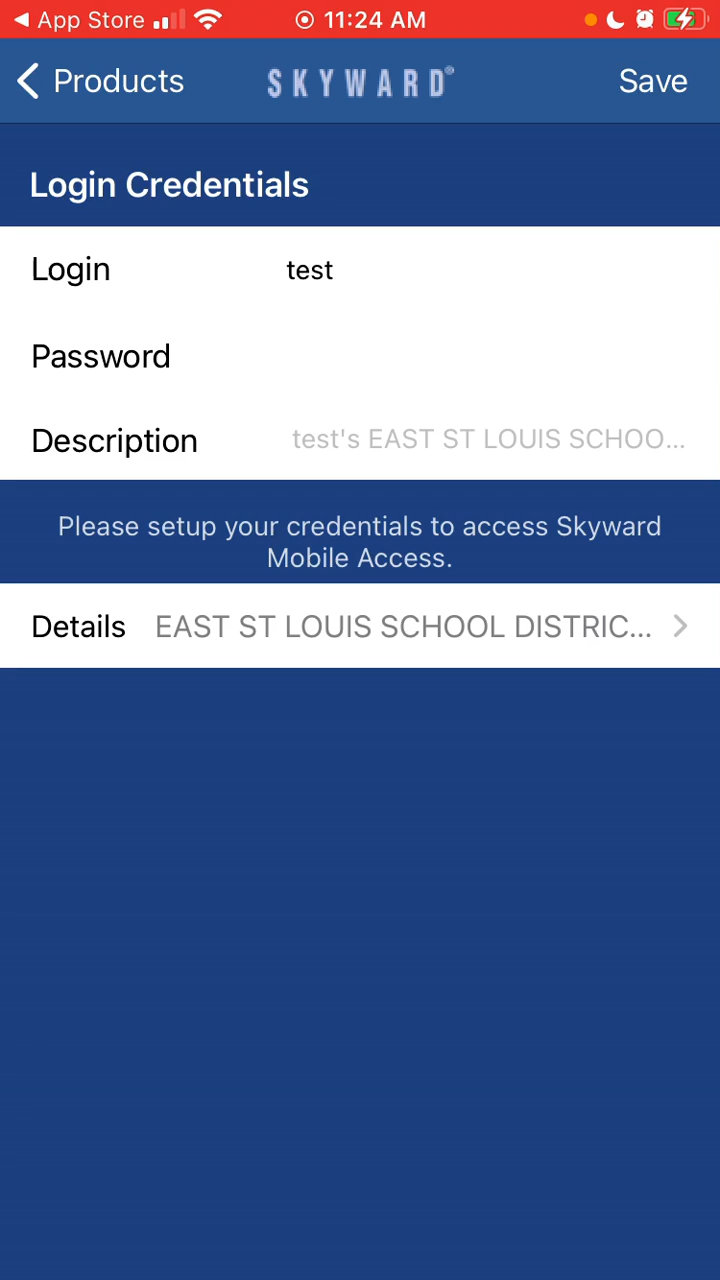 App Store 11:24 AM
Products SKYWARD® Save
Login Credentials
Login test
Password
Description test's EAST ST LOUIS SCHOO...
Please setup your credentials to access Skyward
Mobile Access.
Details EAST ST LOUIS SCHOOL DISTRIC...